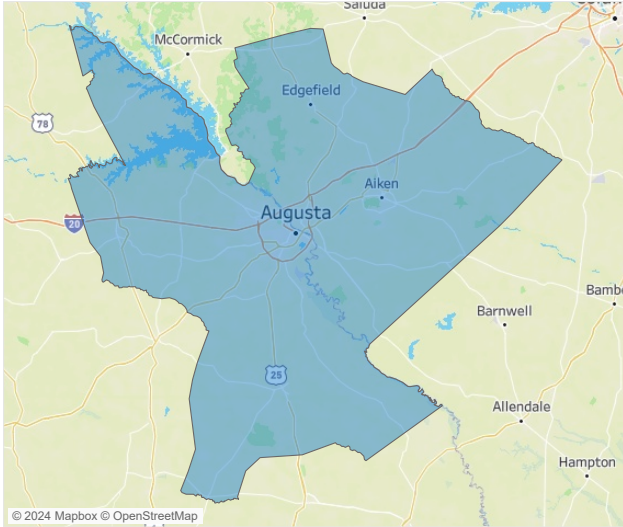 Saluda
McCormick
Edgefield
78
Aiken
Augusta
20
Bamb
Barnwell
25
Allendale
Hampton
© 2024 Mapbox © OpenStreetMap